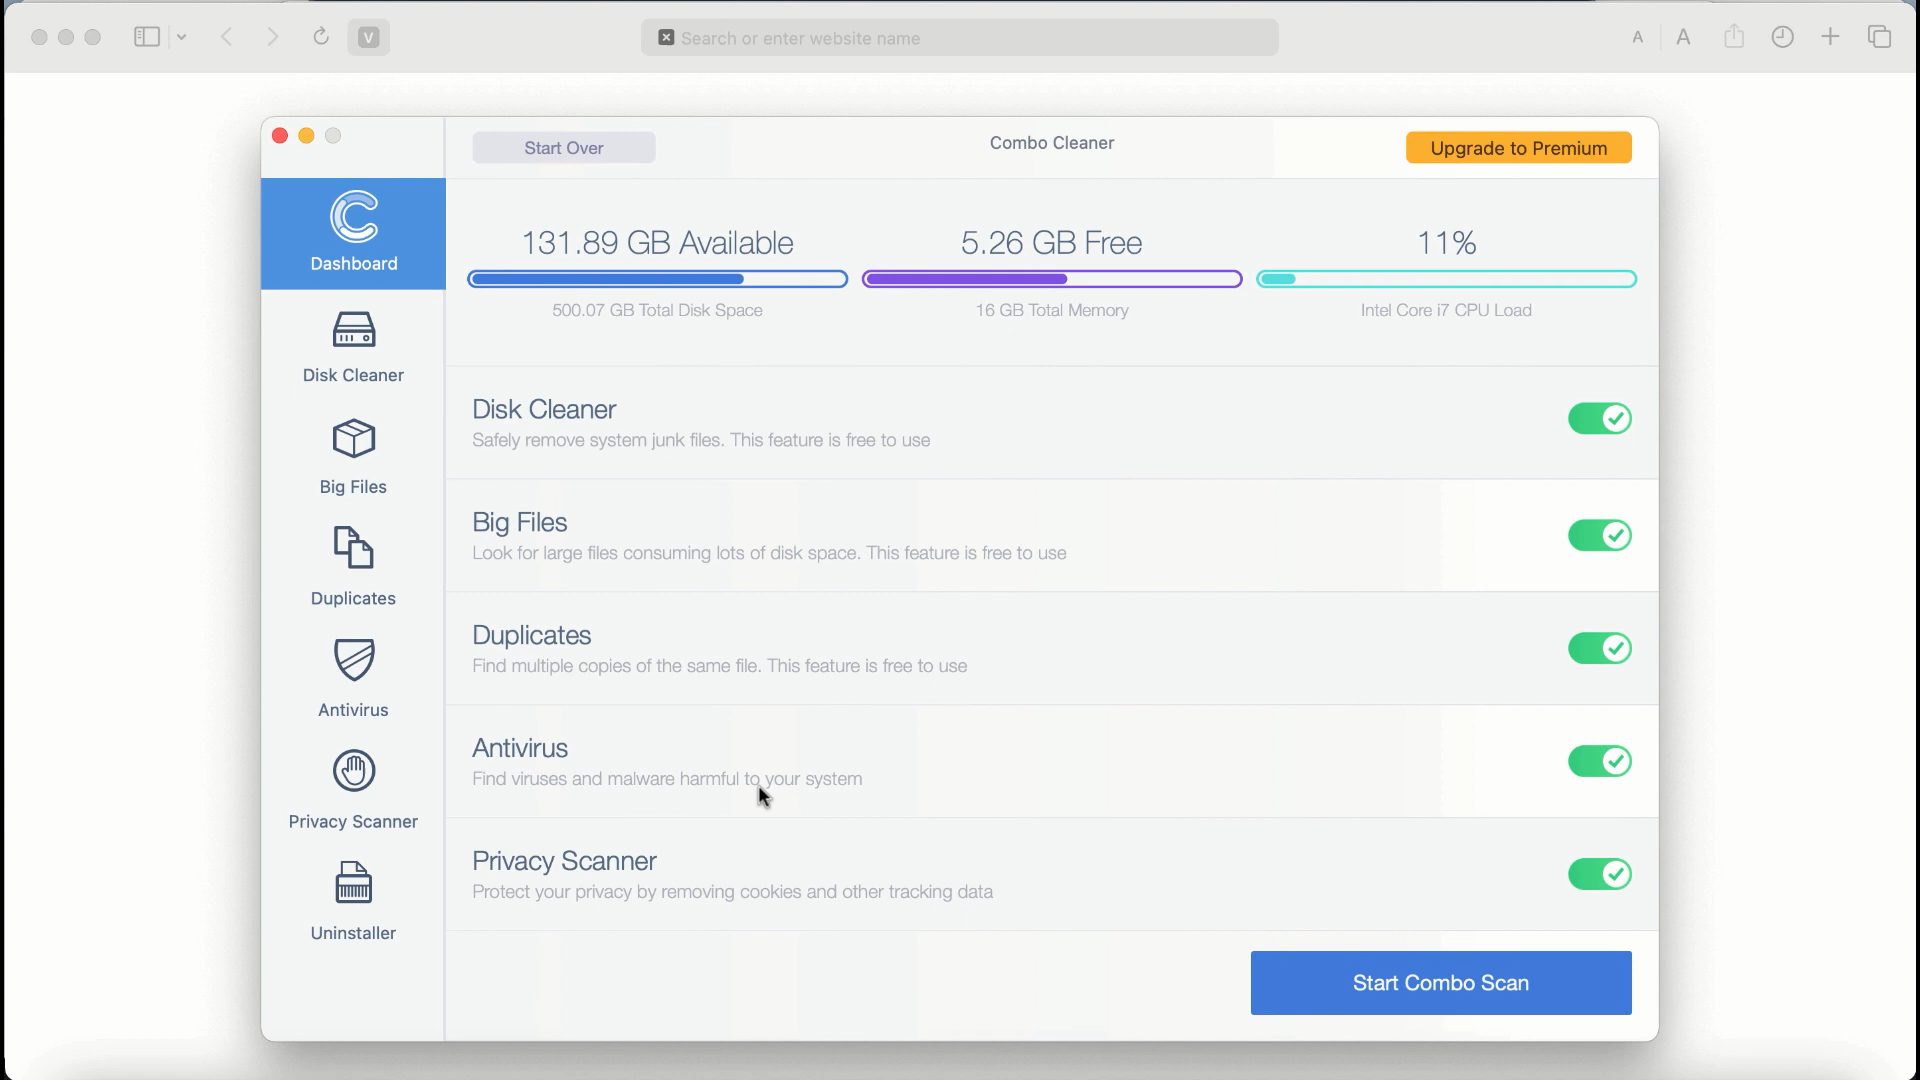 V
Search or enter website name
A
A
Start Over
Combo Cleaner
Upgrade to Premium
Dashboard
Disk Cleaner
Big Files
Duplicates
Antivirus
Privacy Scanner
Uninstaller
131.89 GB Available
500.07 GB Total Disk Space
5.26 GB Free
16 GB Total Memory
11%
Intel Core i7 CPU Load
Disk Cleaner
Safely remove system junk files. This feature is free to use
Big Files
Look for large files consuming lots of disk space. This feature is free to use
Duplicates
Find multiple copies of the same file. This feature is free to use
Antivirus
Find viruses and malware harmful to your system
Privacy Scanner
Protect your privacy by removing cookies and other tracking data
Start Combo Scan